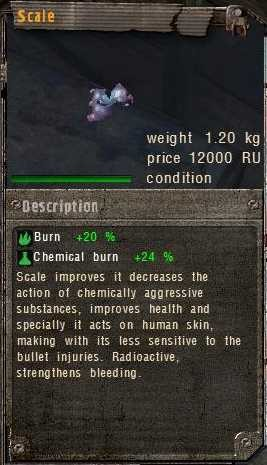 Scale
weight 1.20 kg
price 12000 RU
condition
Description
Burn +20 %
Chemical burn +24 %
Scale improves it decreases the
action of chemically aggressive
substances, improves health and
specially it acts on human skin,
making with its less sensitive to the
bullet injuries. Radioactive,
strengthens bleeding.